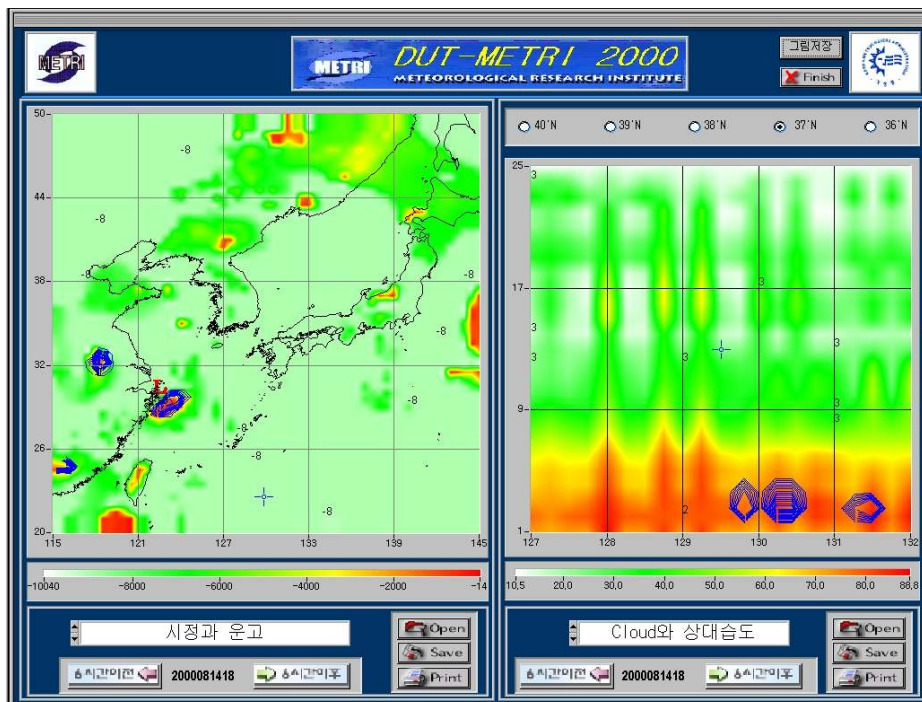 METRI
METRI
DUT-METRI 2000
METEOROLOGICAL RESEARCH INSTITUTE
그림저장
Finish
50
44
38
32
26
20
115 121 127 133 139 145
-8
-8
-8
-8
-8
-8
-8
-8
-8
L
-10040 -8000 -6000 -4000 -2000 -14
시정과 운고
Open
Save
Print
6시간이전 2000081418 6시간이후
40°N 39°N 38°N 37°N 36°N
25
17
9
1
127 128 129 130 131 132
3
3
3
3
3
3
3
3
2
10,5 20,0 30,0 40,0 50,0 60,0 70,0 80,0 88,8
Cloud와 상대습도
Open
Save
Print
6시간이전 2000081418 6시간이후